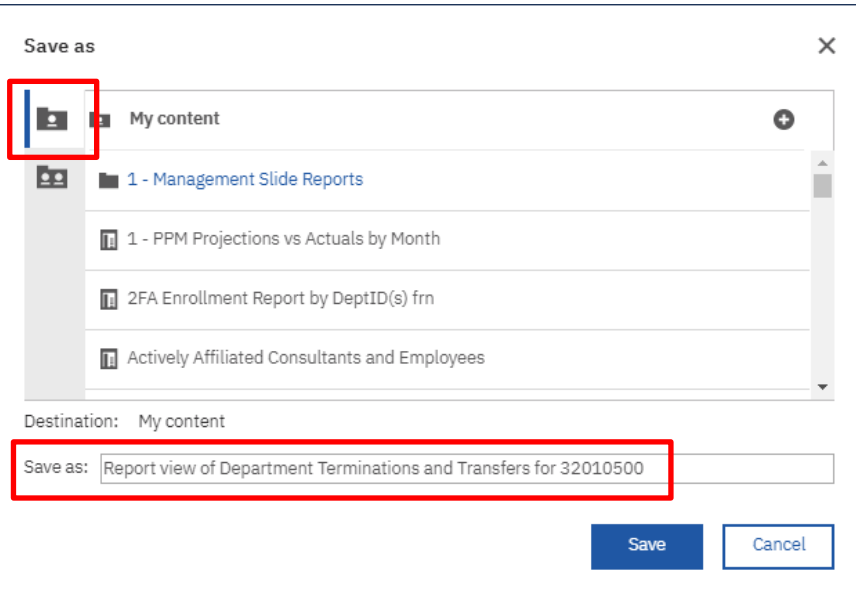 Save as
My content
1 - Management Slide Reports
1 - PPM Projections vs Actuals by Month
2FA Enrollment Report by DeptID(s) frn
Actively Affiliated Consultants and Employees
Destination: My content
Save as: Report view of Department Terminations and Transfers for 32010500
Save Cancel